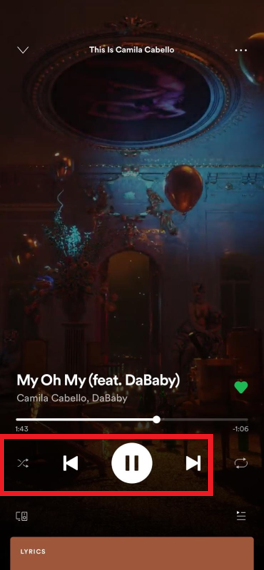 This Is Camila Cabello
My Oh My (feat. DaBaby)
Camila Cabello, DaBaby
1:43
-1:06
LYRICS